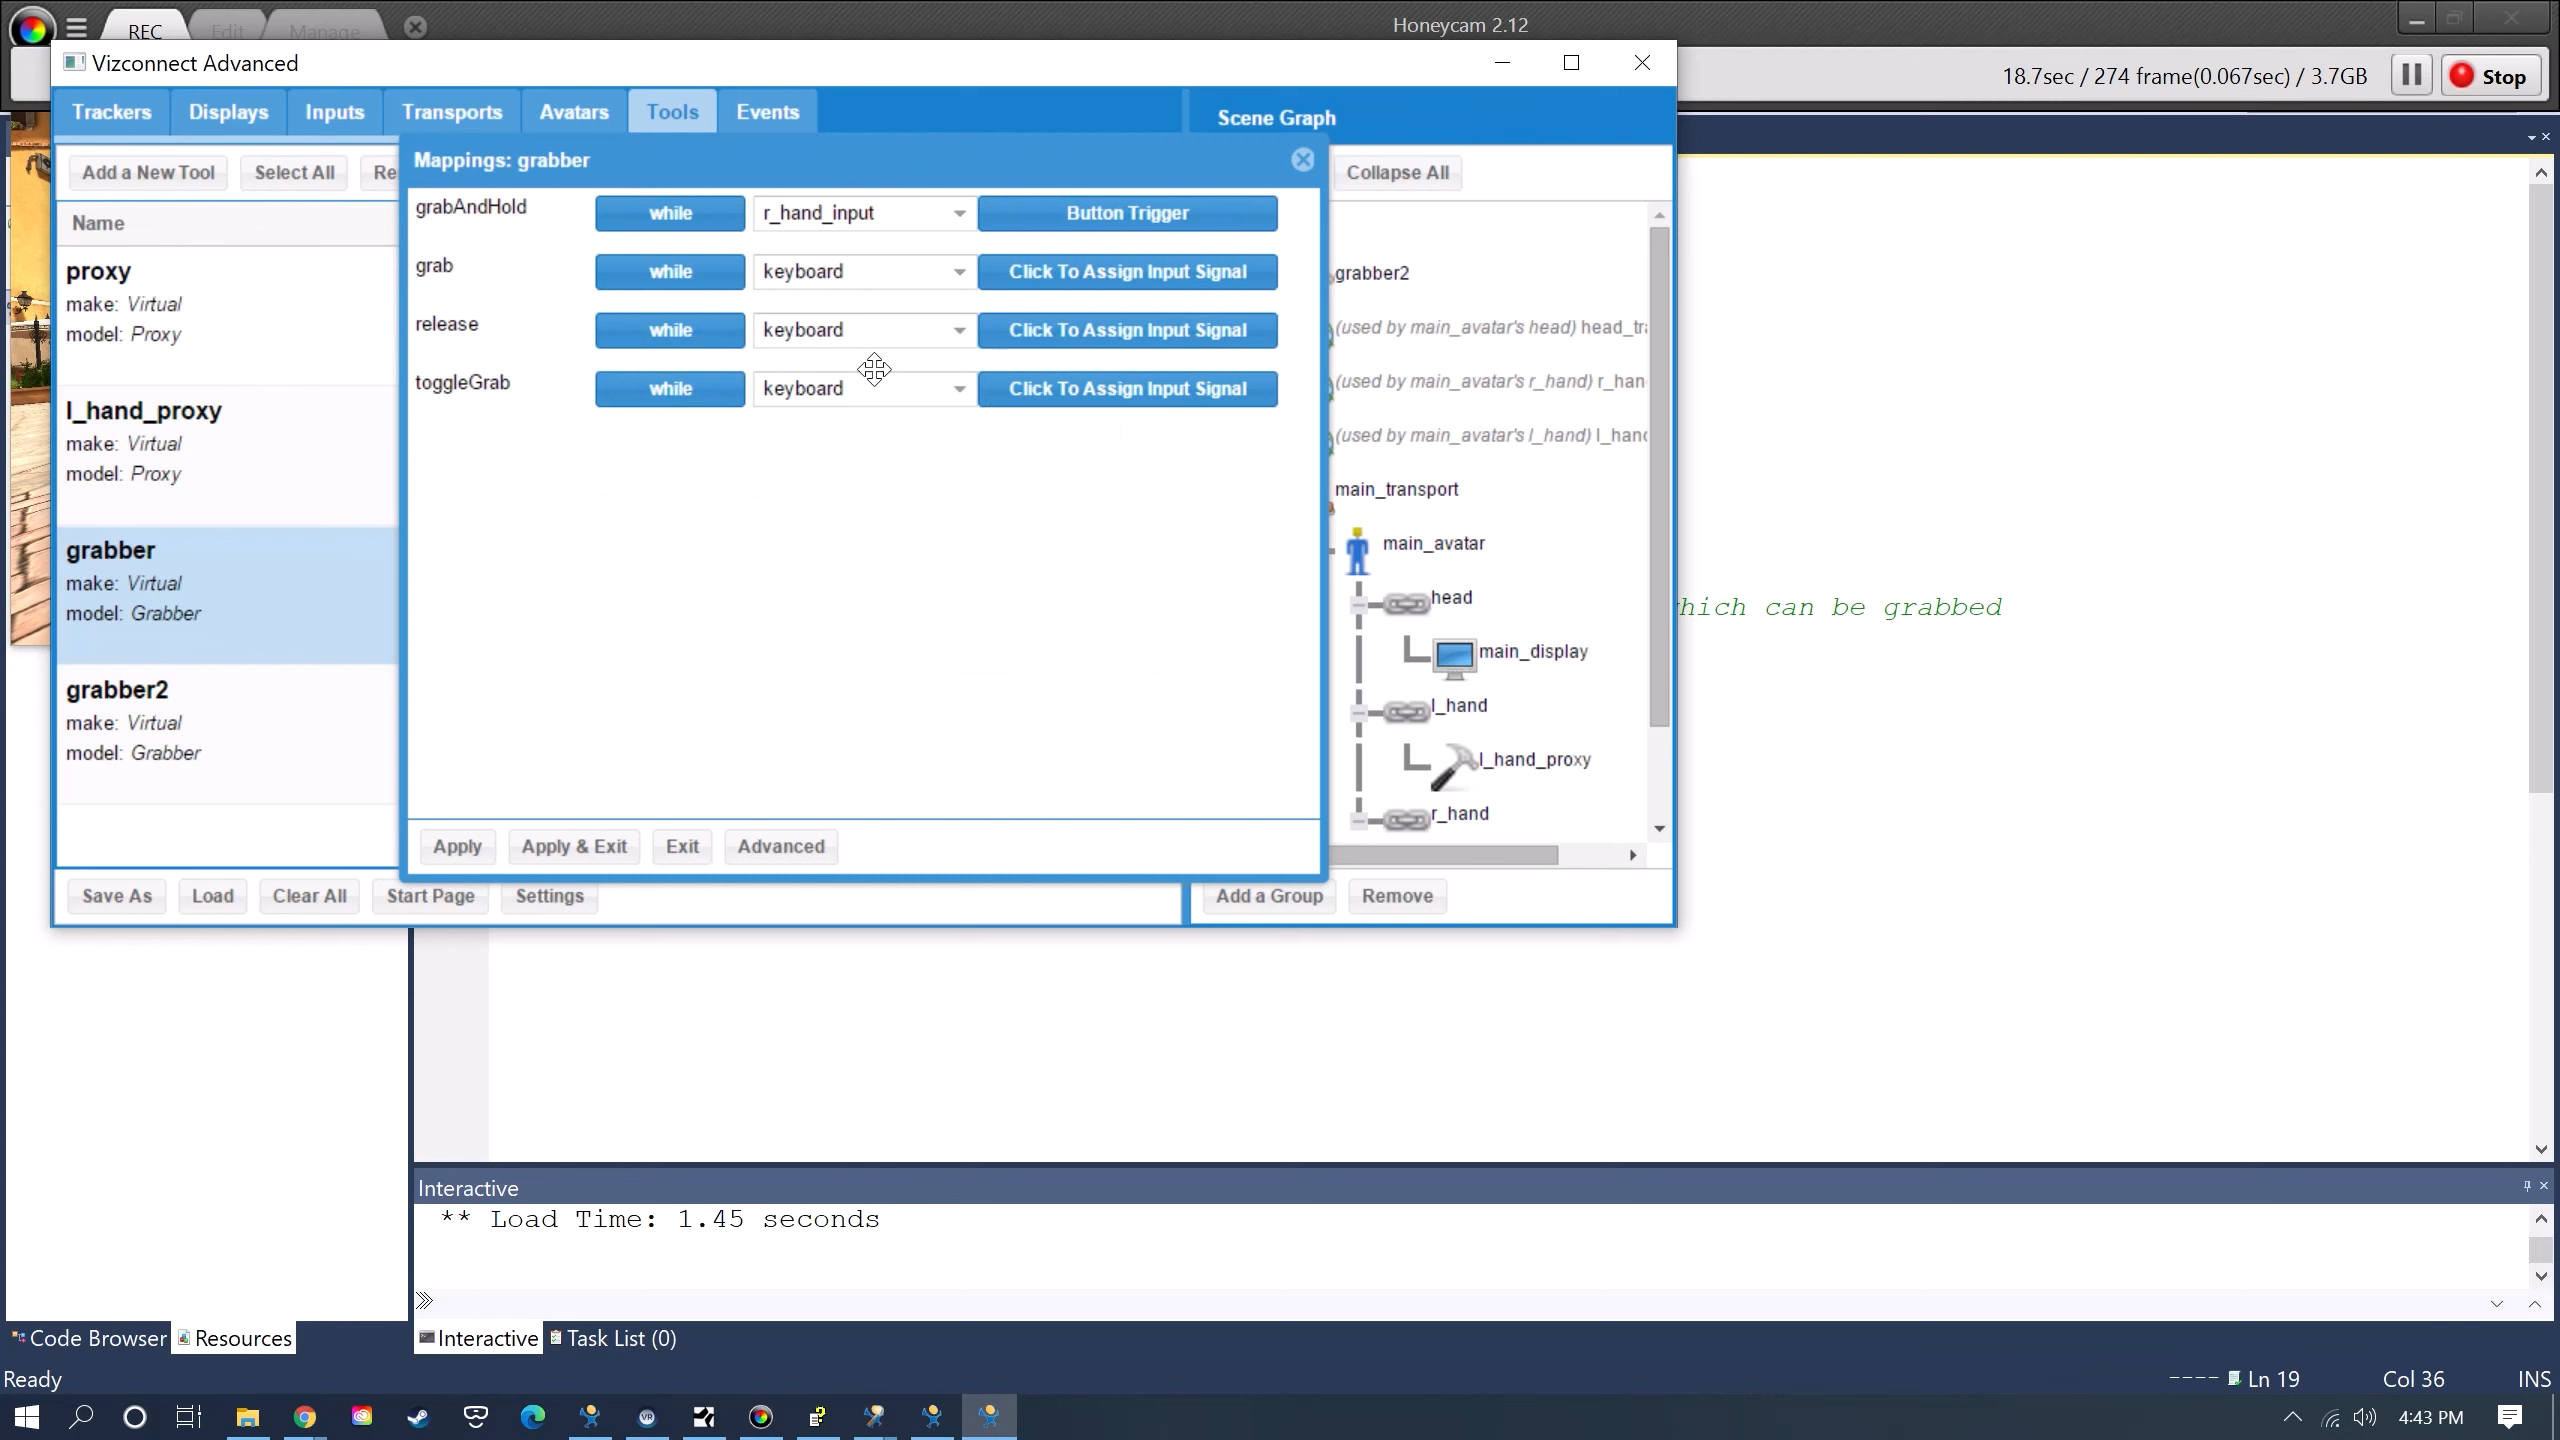 REC
Edit
Manage
Honeycam 2.12
Vizconnect Advanced
18.7sec / 274 frame(0.067sec) / 3.7GB
Stop
Trackers
Displays
Inputs
Transports
Avatars
Tools
Events
Scene Graph
Add a New Tool
Select All
Re
Mappings: grabber
Collapse All
Name
grabAndHold while r_hand_input Button Trigger
grab while keyboard Click To Assign Input Signal
release while keyboard Click To Assign Input Signal
toggleGrab while keyboard Click To Assign Input Signal
proxy
make: Virtual
model: Proxy
l_hand_proxy
make: Virtual
model: Proxy
grabber
make: Virtual
model: Grabber
grabber2
make: Virtual
model: Grabber
grabber2
(used by main_avatar's head) head_tr
(used by main_avatar's r_hand) r_han
(used by main_avatar's l_hand) l_hand
main_transport
main_avatar
head
main_display
l_hand
l_hand_proxy
r_hand
which can be grabbed
Apply
Apply & Exit
Exit
Advanced
Save As
Load
Clear All
Start Page
Settings
Add a Group
Remove
Interactive
** Load Time: 1.45 seconds
Code Browser
Resources
Interactive
Task List (0)
Ready
Ln 19
Col 36
INS
4:43 PM